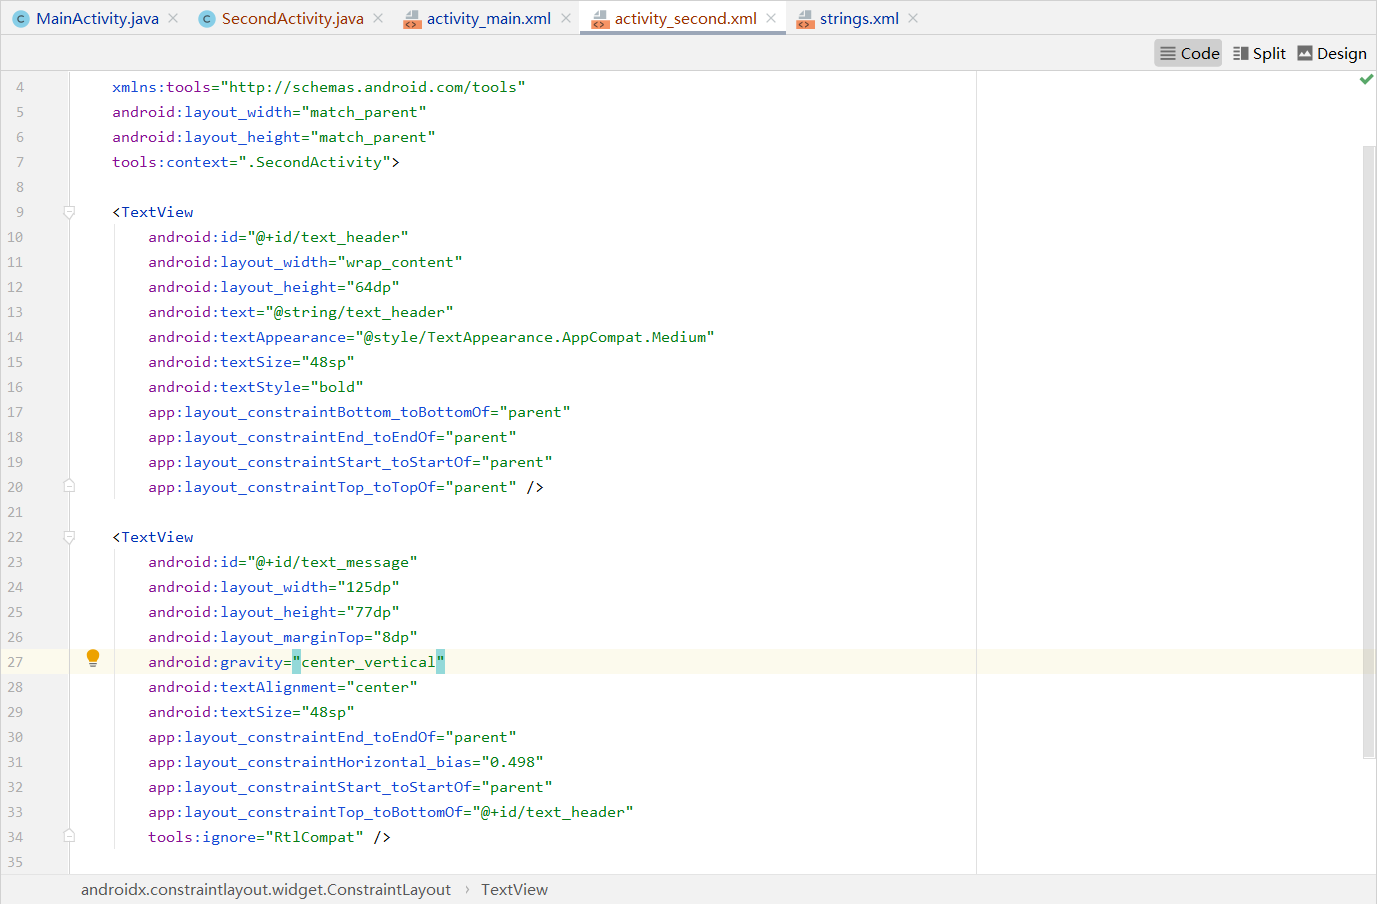 MainActivity.java SecondActivity.java activity_main.xml activity_second.xml strings.xml
Code Split Design
4 xmlns:tools="http://schemas.android.com/tools"
5 android:layout_width="match_parent"
6 android:layout_height="match_parent"
7 tools:context=".SecondActivity">
8
9 <TextView
10 android:id="@+id/text_header"
11 android:layout_width="wrap_content"
12 android:layout_height="64dp"
13 android:text="@string/text_header"
14 android:textAppearance="@style/TextAppearance.AppCompat.Medium"
15 android:textSize="48sp"
16 android:textStyle="bold"
17 app:layout_constraintBottom_toBottomOf="parent"
18 app:layout_constraintEnd_toEndOf="parent"
19 app:layout_constraintStart_toStartOf="parent"
20 app:layout_constraintTop_toTopOf="parent" />
21
22 <TextView
23 android:id="@+id/text_message"
24 android:layout_width="125dp"
25 android:layout_height="77dp"
26 android:layout_marginTop="8dp"
27 android:gravity="center_vertical"
28 android:textAlignment="center"
29 android:textSize="48sp"
30 app:layout_constraintEnd_toEndOf="parent"
31 app:layout_constraintHorizontal_bias="0.498"
32 app:layout_constraintStart_toStartOf="parent"
33 app:layout_constraintTop_toBottomOf="@+id/text_header"
34 tools:ignore="RtlCompat" />
35
androidx.constraintlayout.widget.ConstraintLayout › TextView